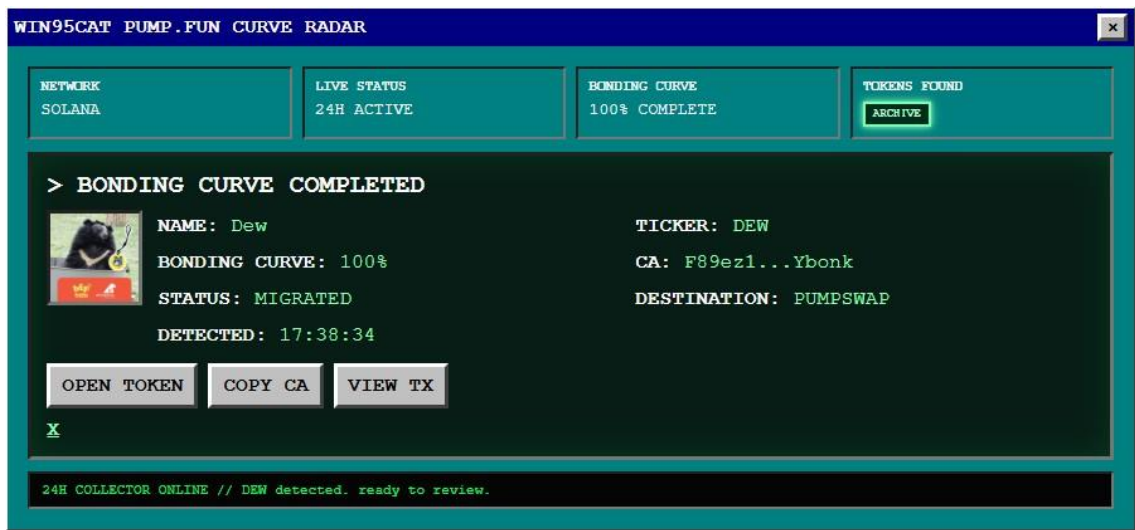 WIN95CAT PUMP.FUN CURVE RADAR
×
NETWORK
SOLANA
LIVE STATUS
24H ACTIVE
BONDING CURVE
100% COMPLETE
TOKENS FOUND
ARCHIVE
> BONDING CURVE COMPLETED
NAME: Dew
TICKER: DEW
BONDING CURVE: 100%
CA: F89ez1...Ybonk
STATUS: MIGRATED
DESTINATION: PUMPSWAP
DETECTED: 17:38:34
OPEN TOKEN
COPY CA
VIEW TX
X
24H COLLECTOR ONLINE // DEW detected. ready to review.